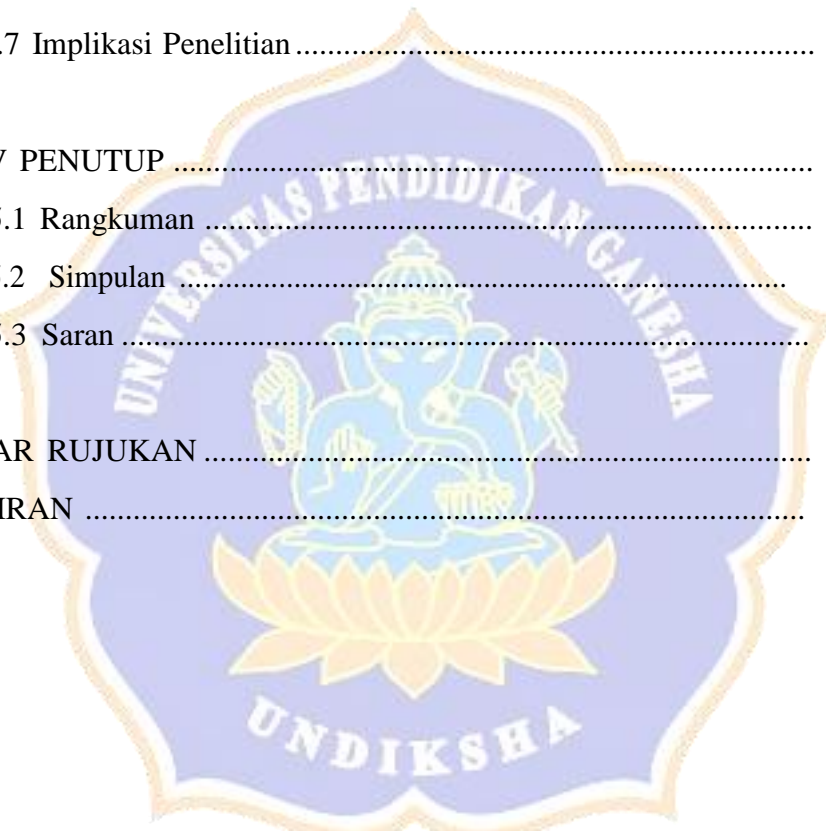 .7 Implikasi Penelitian ..............................................................
V PENUTUP ..............................................................................
5.1 Rangkuman ..........................................................................
5.2 Simpulan ..........................................................................
5.3 Saran ....................................................................................
AR RUJUKAN ..........................................................................
IRAN .......................................................................................
UNIVERSITAS PENDIDIKAN GANESHA
UNDIKSHA